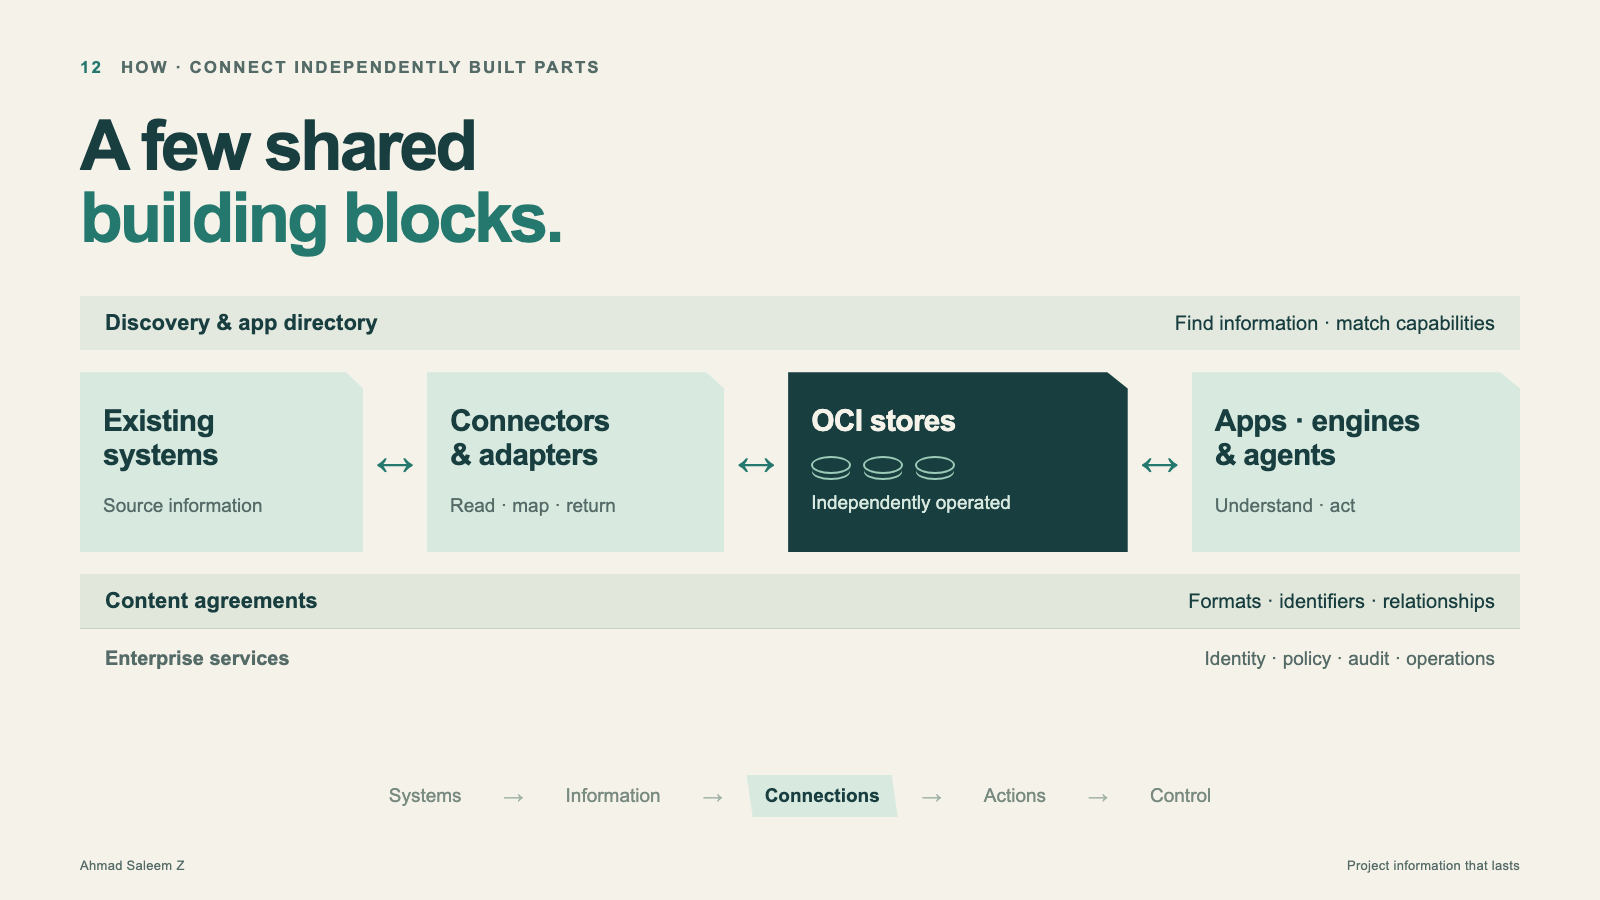 12 HOW · CONNECT INDEPENDENTLY BUILT PARTS
A few shared
building blocks.
Discovery & app directory
Find information · match capabilities
Existing
systems
Source information
↔
Connectors
& adapters
Read · map · return
↔
OCI stores
Independently operated
↔
Apps · engines
& agents
Understand · act
Content agreements
Formats · identifiers · relationships
Enterprise services
Identity · policy · audit · operations
Systems → Information → Connections → Actions → Control
Ahmad Saleem Z
Project information that lasts